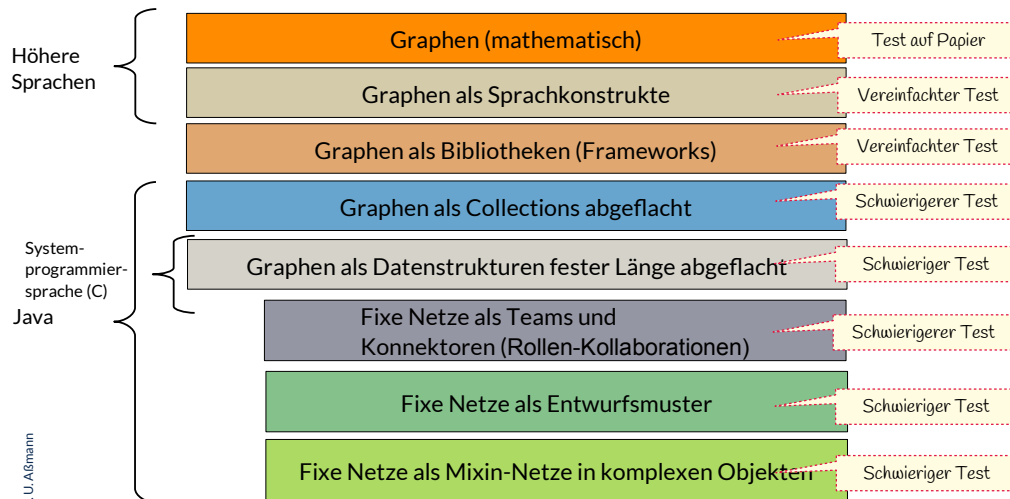 Graphen (mathematisch)
Test auf Papier
Höhere
Sprachen
Graphen als Sprachkonstrukte
Vereinfachter Test
Graphen als Bibliotheken (Frameworks)
Vereinfachter Test
Graphen als Collections abgeflacht
Schwierigerer Test
System-
programmier-
sprache (C)
Graphen als Datenstrukturen fester Länge abgeflacht
Schwieriger Test
Java
Fixe Netze als Teams und
Konnektoren (Rollen-Kollaborationen)
Schwierigerer Test
Fixe Netze als Entwurfsmuster
Schwieriger Test
Fixe Netze als Mixin-Netze in komplexen Objekten
Schwieriger Test
U. Aßmann